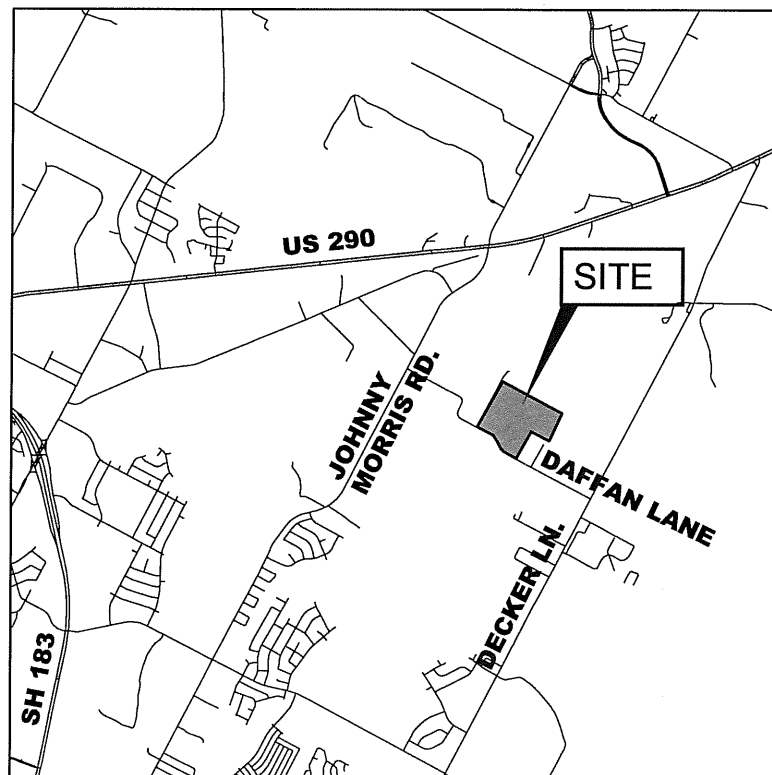 US 290
SITE
JOHNNY
MORRIS RD.
DAFFAN LANE
DECKER LN.
SH 183